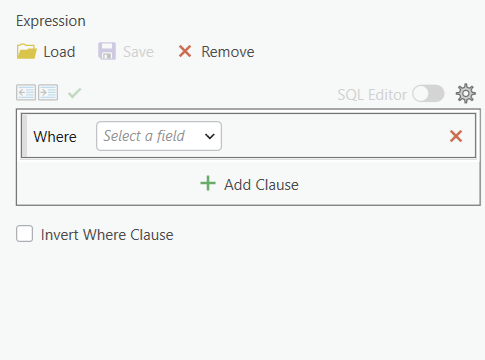 Expression
Load Save Remove
SQL Editor
Where Select a field
Add Clause
Invert Where Clause